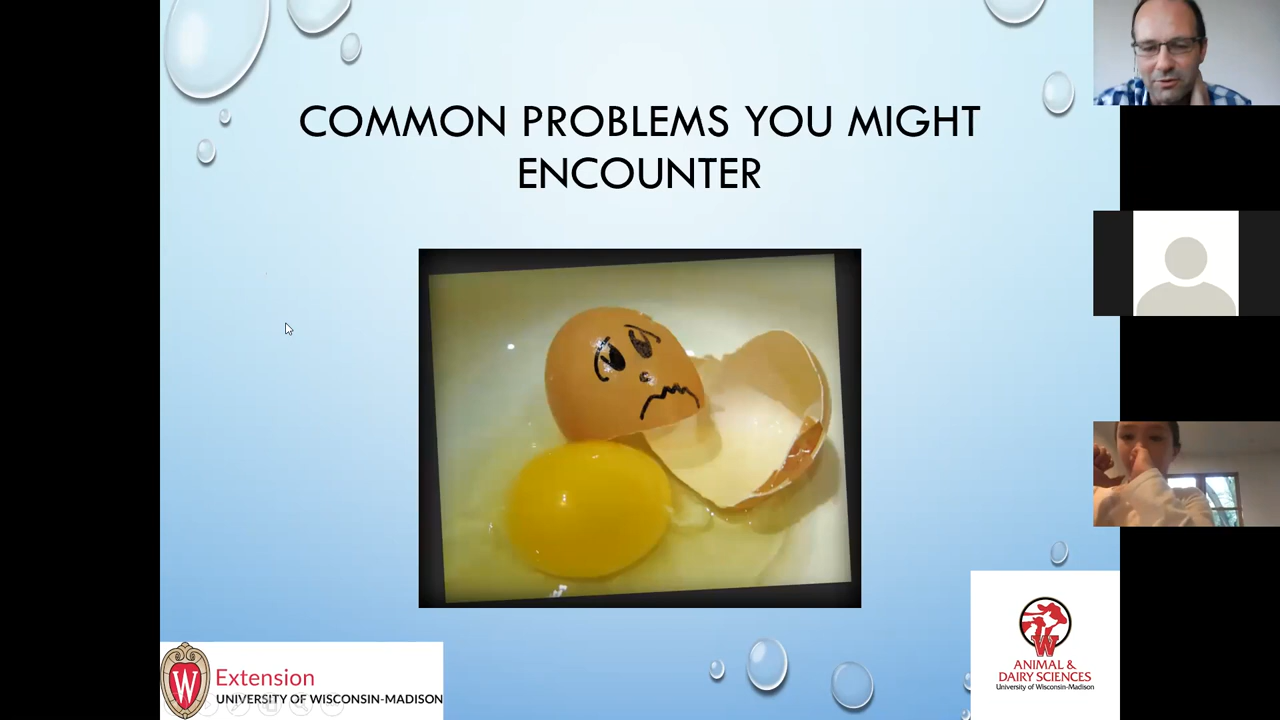 COMMON PROBLEMS YOU MIGHT
ENCOUNTER
W
Extension
UNIVERSITY OF WISCONSIN-MADISON
W
ANIMAL &
DAIRY SCIENCES
University of Wisconsin-Madison